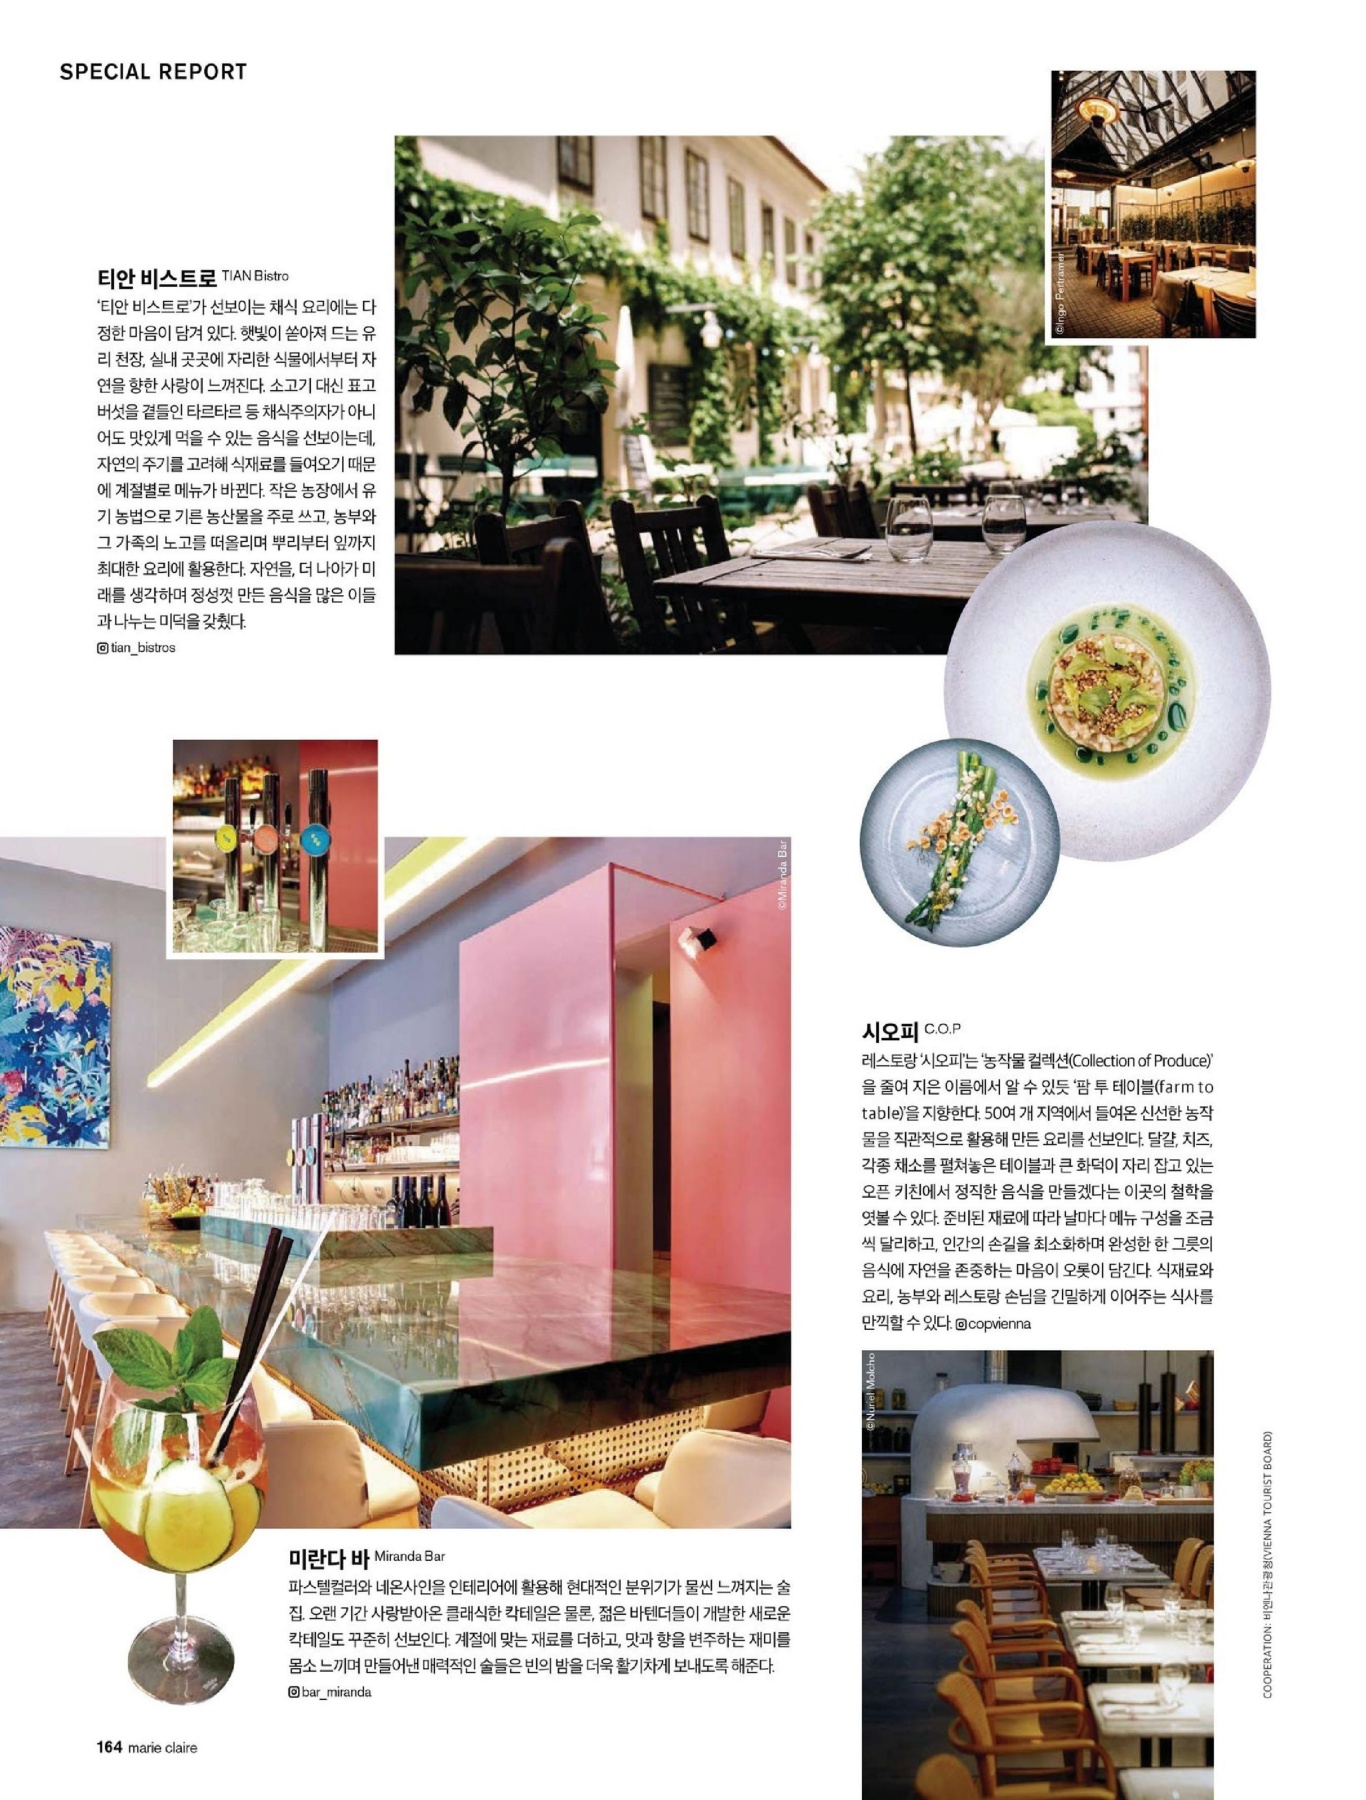 SPECIAL REPORT
©Ingo Pertramer
티안 비스트로 TIAN Bistro
‘티안 비스트로’가 선보이는 채식 요리에는 다
정한 마음이 담겨 있다. 햇빛이 쏟아져 드는 유
리 천장, 실내 곳곳에 자리한 식물에서부터 자
연을 향한 사랑이 느껴진다. 소고기 대신 표고
버섯을 곁들인 타르타르 등 채식주의자가 아니
어도 맛있게 먹을 수 있는 음식을 선보이는데,
자연의 주기를 고려해 식재료를 들여오기 때문
에 계절별로 메뉴가 바뀐다. 작은 농장에서 유
기 농법으로 기른 농산물을 주로 쓰고, 농부와
그 가족의 노고를 떠올리며 뿌리부터 잎까지
최대한 요리에 활용한다. 자연을, 더 나아가 미
래를 생각하며 정성껏 만든 음식을 많은 이들
과 나누는 미덕을 갖췄다.
tian_bistros
©Miranda Bar
시오피 C.O.P
레스토랑 ‘시오피’는 ‘농작물 컬렉션(Collection of Produce)’
을 줄여 지은 이름에서 알 수 있듯 ‘팜 투 테이블(farm to
table)’을 지향한다. 50여 개 지역에서 들여온 신선한 농작
물을 직관적으로 활용해 만든 요리를 선보인다. 달걀, 치즈,
각종 채소를 펼쳐놓은 테이블과 큰 화덕이 자리 잡고 있는
오픈 키친에서 정직한 음식을 만들겠다는 이곳의 철학을
엿볼 수 있다. 준비된 재료에 따라 날마다 메뉴 구성을 조금
씩 달리하고, 인간의 손길을 최소화하며 완성한 한 그릇의
음식에 자연을 존중하는 마음이 오롯이 담긴다. 식재료와
요리, 농부와 레스토랑 손님을 긴밀하게 이어주는 식사를
만끽할 수 있다. copvienna
©Nuriel Molcho
미란다 바 Miranda Bar
파스텔컬러와 네온사인을 인테리어에 활용해 현대적인 분위기가 물씬 느껴지는 술
집. 오랜 기간 사랑받아온 클래식한 칵테일은 물론, 젊은 바텐더들이 개발한 새로운
칵테일도 꾸준히 선보인다. 계절에 맞는 재료를 더하고, 맛과 향을 변주하는 재미를
몸소 느끼며 만들어낸 매력적인 술들은 빈의 밤을 더욱 활기차게 보내도록 해준다.
bar_miranda
COOPERATION: 비엔나관광청(VIENNA TOURIST BOARD)
164 marie claire